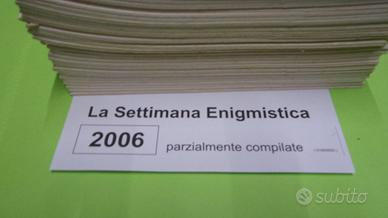 La Settimana Enigmistica
2006 parzialmente compilate
subito